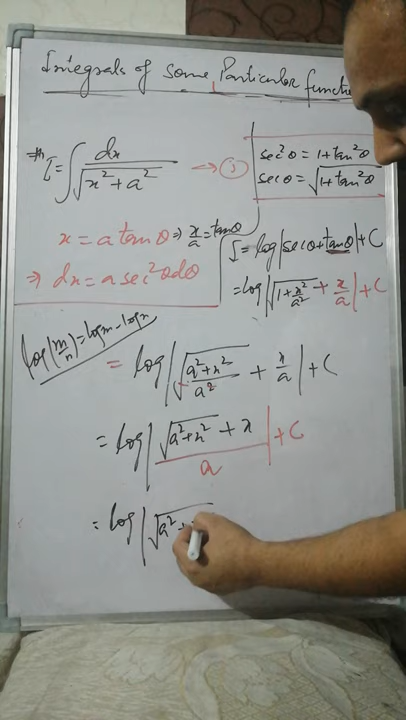 Integrals of Some Particular functi
⇒ I = ∫ dx/√(x² + a²) → ①
sec²θ = 1 + tan²θ
secθ = √(1 + tan²θ)
x = a tanθ ⇒ x/a = tanθ
⇒ dx = a sec²θ dθ
I = log|secθ + tanθ| + C
= log|√(1 + x²/a²) + x/a| + C
log(m/n) = log m - log n
= log|√((a² + x²)/a²) + x/a| + C
= log|(√(a² + x²) + x)/a| + C
= log|√(a² +